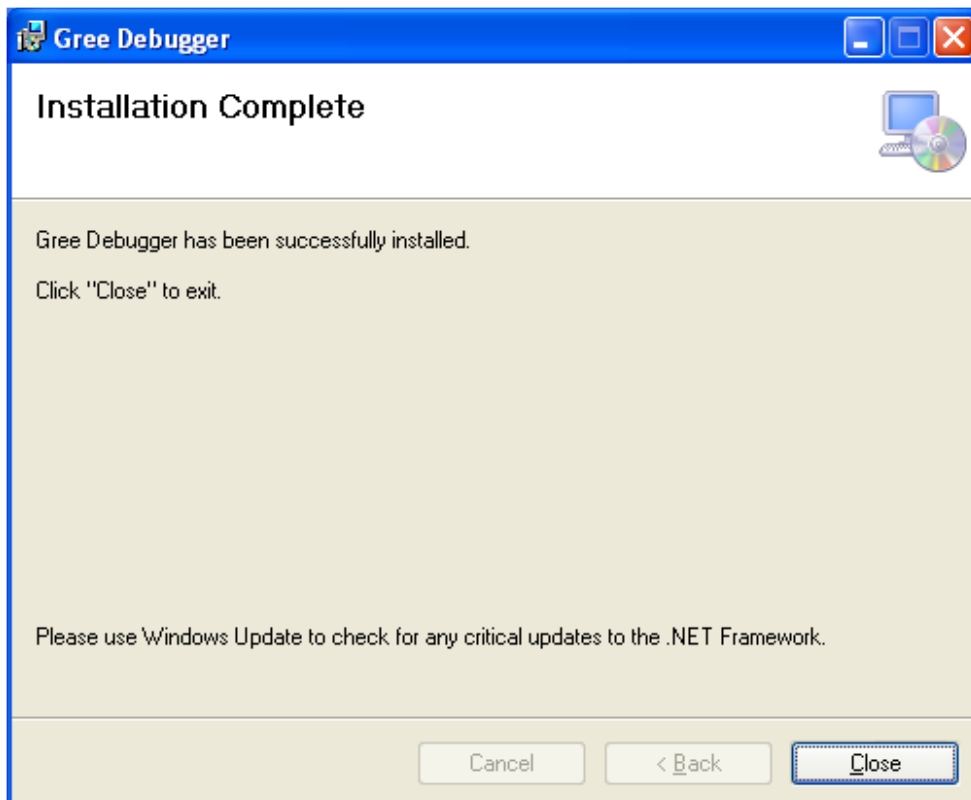 Gree Debugger
Installation Complete
Gree Debugger has been successfully installed.
Click "Close" to exit.
Please use Windows Update to check for any critical updates to the .NET Framework.
Cancel
< Back
Close